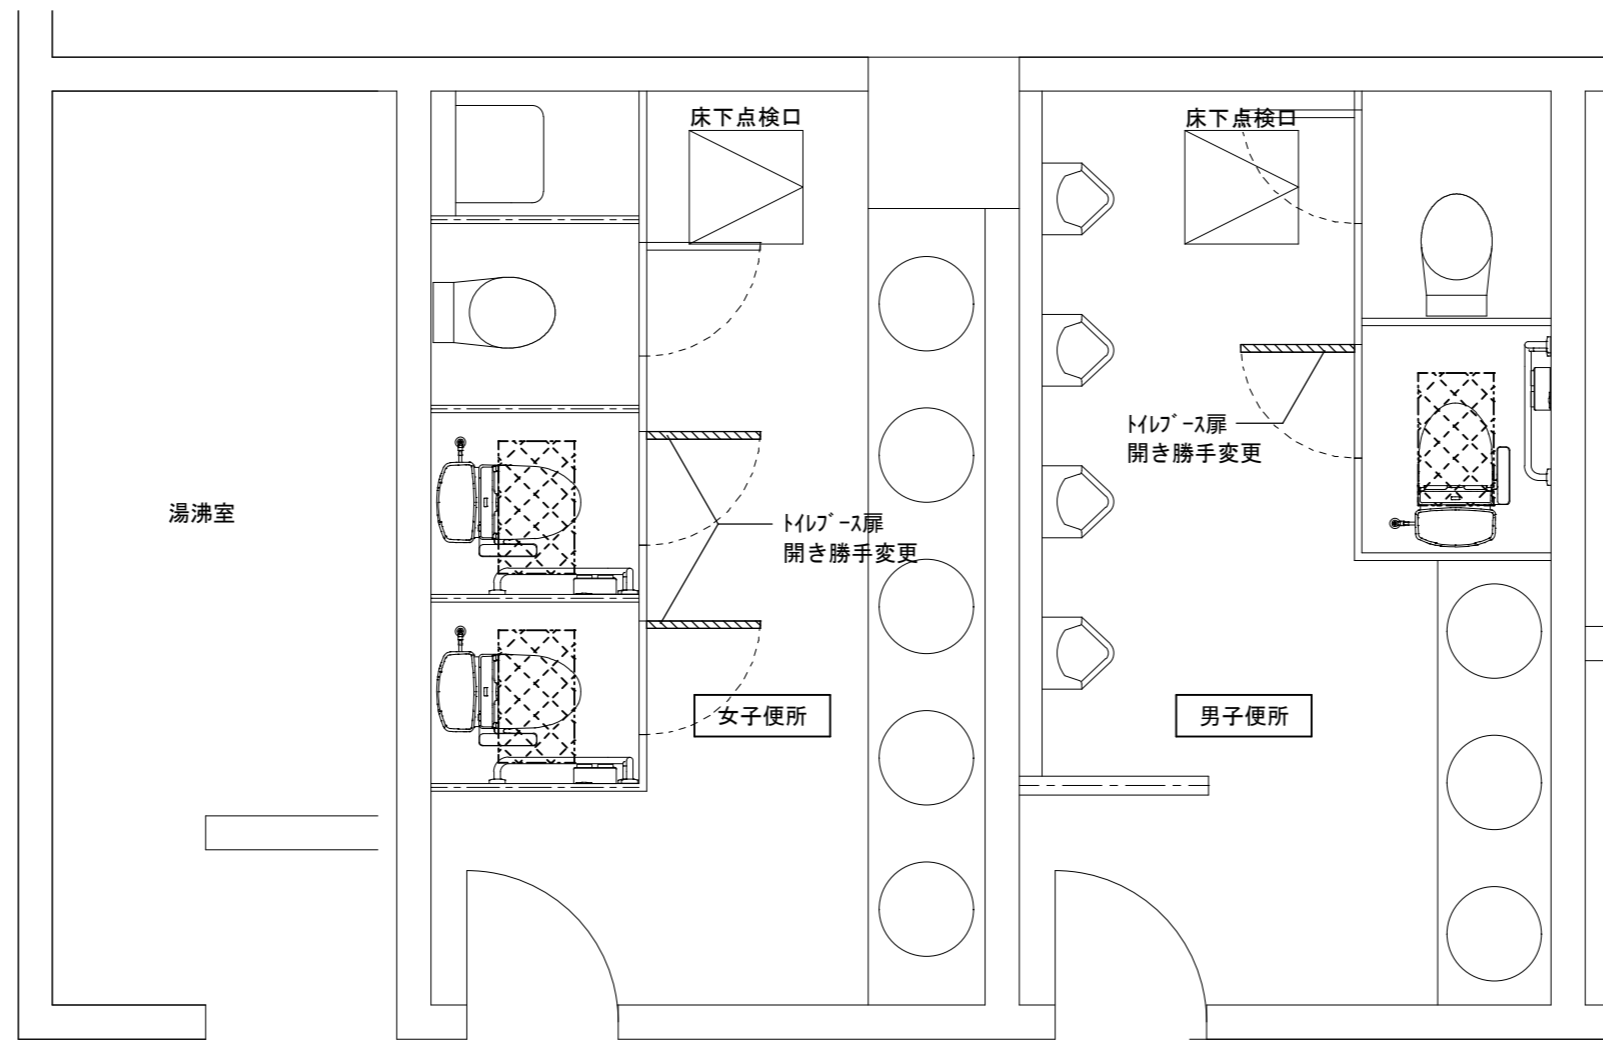 床下点検口
床下点検口
トイレブース扉
開き勝手変更
湯沸室
トイレブース扉
開き勝手変更
女子便所
男子便所